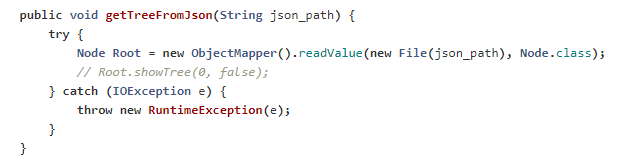 public void getTreeFromJson(String json_path) {
    try {
        Node Root = new ObjectMapper().readValue(new File(json_path), Node.class);
        // Root.showTree(0, false);
    } catch (IOException e) {
        throw new RuntimeException(e);
    }
}